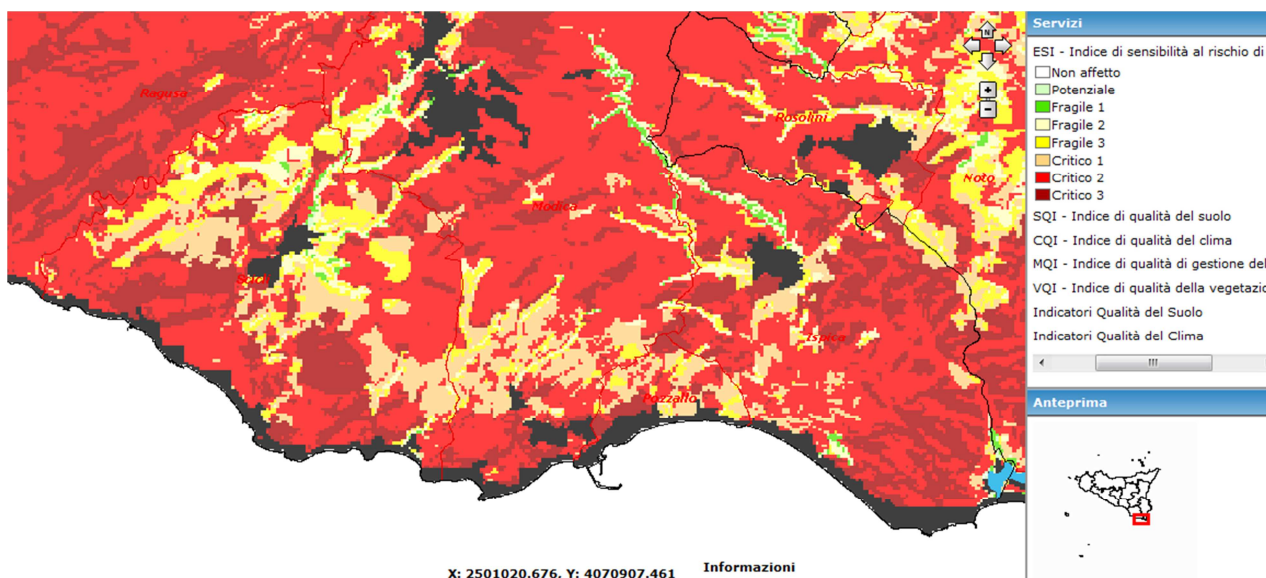 Servizi
ESI - Indice di sensibilità al rischio di
Non affetto
Potenziale
Fragile 1
Fragile 2
Fragile 3
Critico 1
Critico 2
Critico 3
SQI - Indice di qualità del suolo
CQI - Indice di qualità del clima
MQI - Indice di qualità di gestione del
VQI - Indice di qualità della vegetazio
Indicatori Qualità del Suolo
Indicatori Qualità del Clima
Anteprima
N
+
-
Ragusa
Rosolini
Noto
Modica
Ispica
Pozzallo
X: 2501020.676, Y: 4070907.461
Informazioni